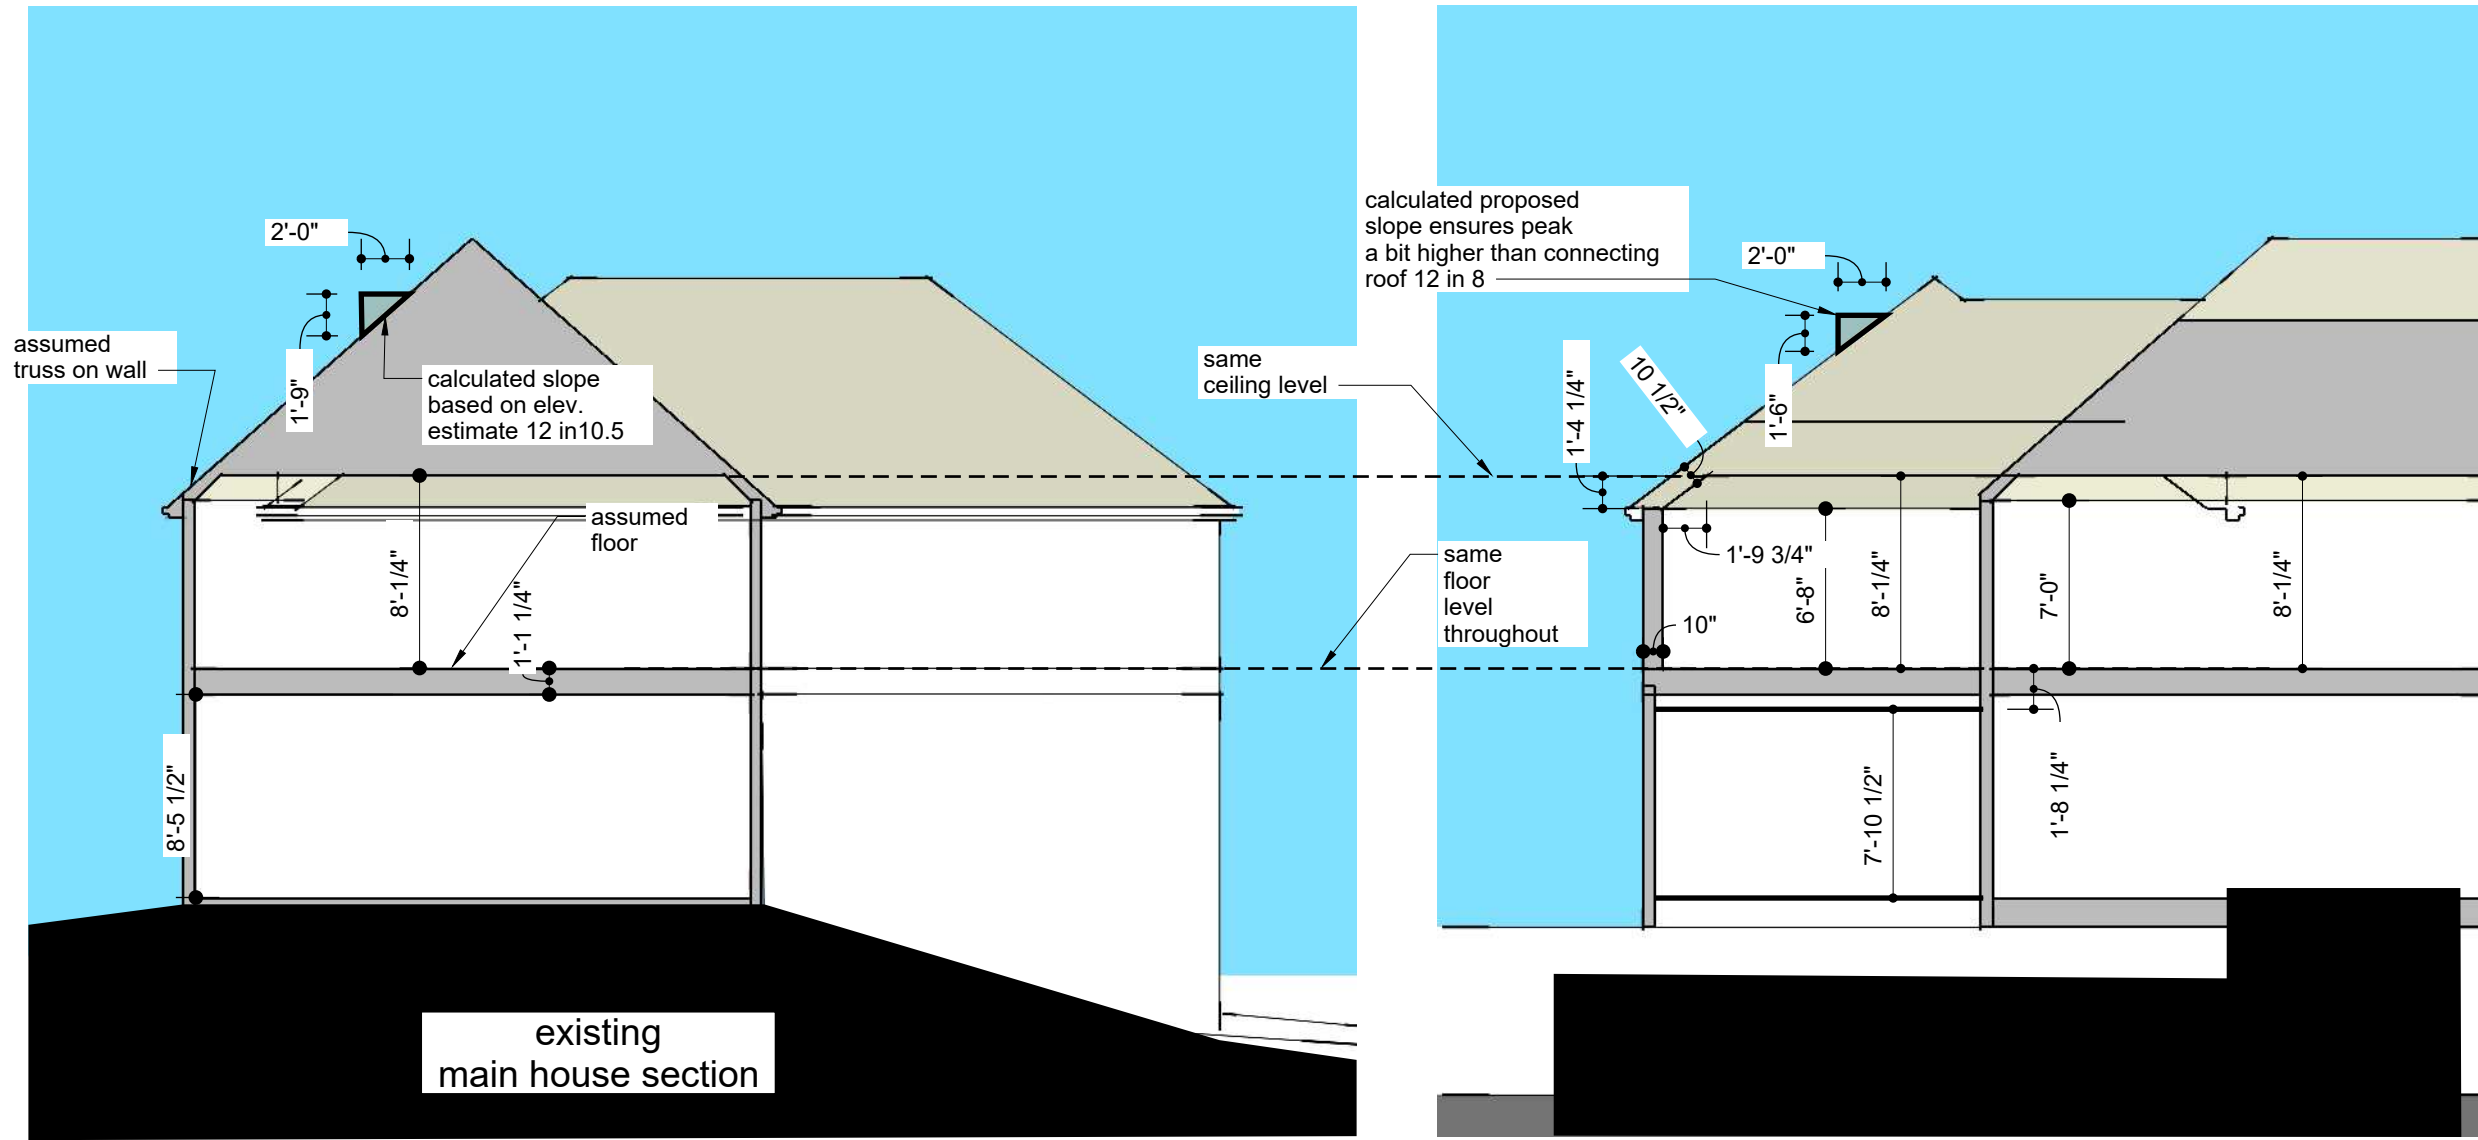 2'-0"
1'-9"
assumed
truss on wall
calculated slope
based on elev.
estimate 12 in10.5
8'-1/4"
1'-1 1/4"
assumed
floor
8'-5 1/2"
existing
main house section
same
ceiling level
same
floor
level
throughout
calculated proposed
slope ensures peak
a bit higher than connecting
roof 12 in 8
2'-0"
1'-6"
1'-4 1/4"
10 1/2"
1'-9 3/4"
10"
6'-8"
8'-1/4"
7'-0"
8'-1/4"
1'-8 1/4"
7'-10 1/2"